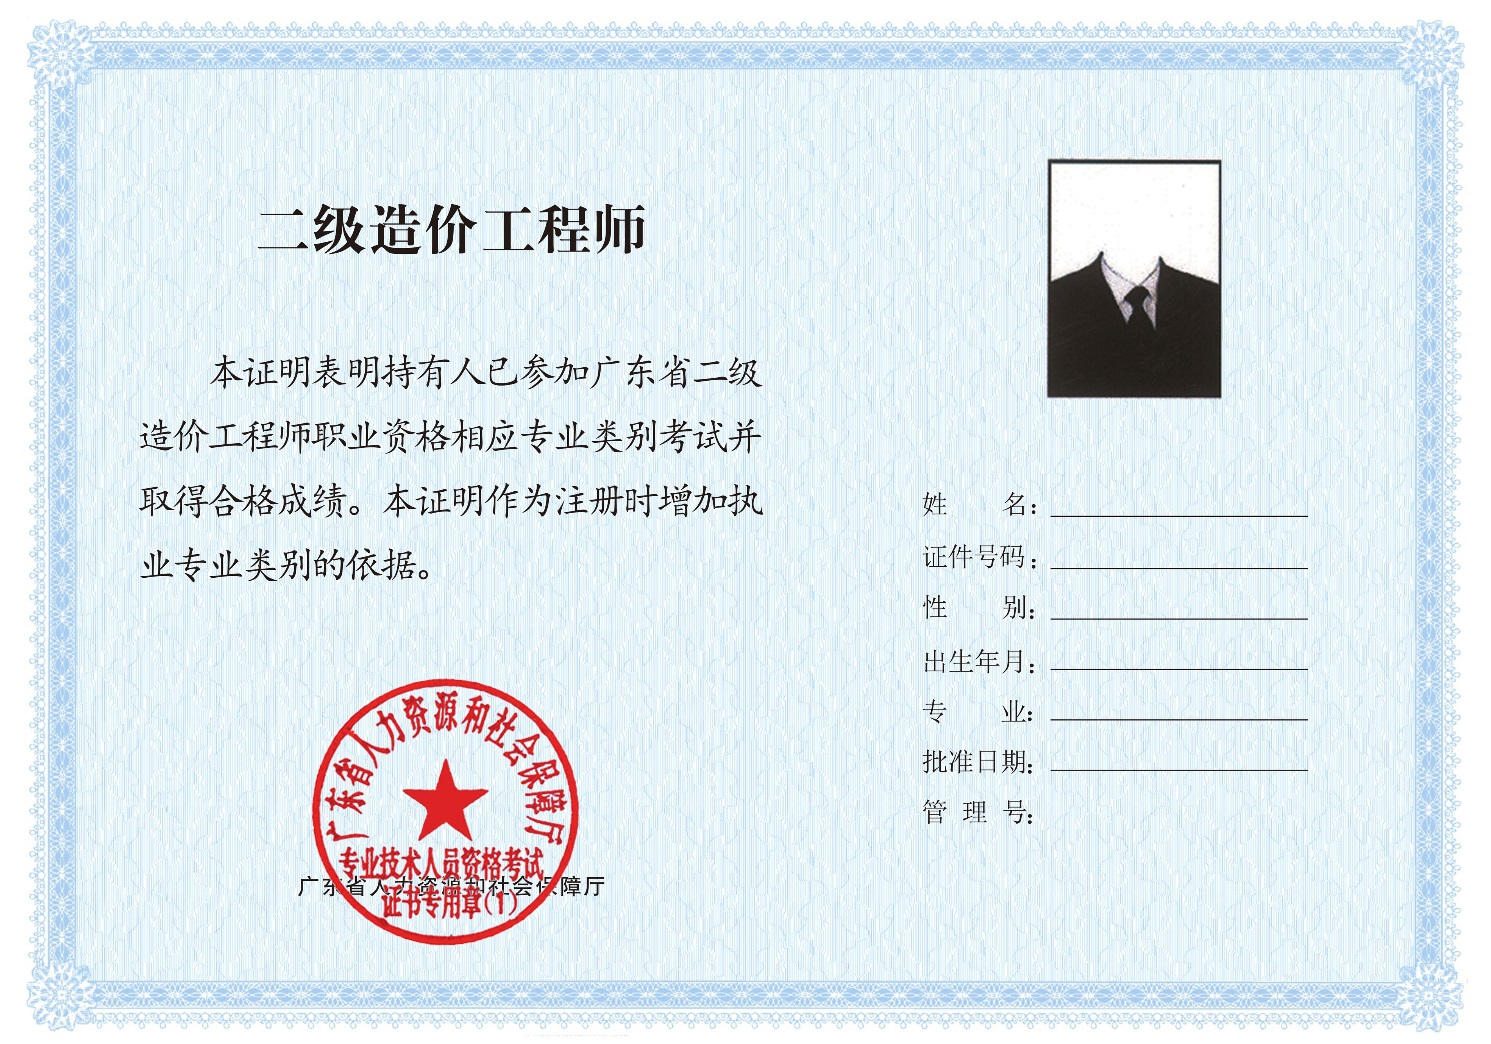 二级造价工程师
本证明表明持有人已参加广东省二级
造价工程师职业资格相应专业类别考试并
取得合格成绩。本证明作为注册时增加执
业专业类别的依据。
广东省人力资源和社会保障厅
专业技术人员资格考试
证书专用章(1)
广东省人力资源和社会保障厅
姓名:
证件号码:
性别:
出生年月:
专业:
批准日期:
管理号: